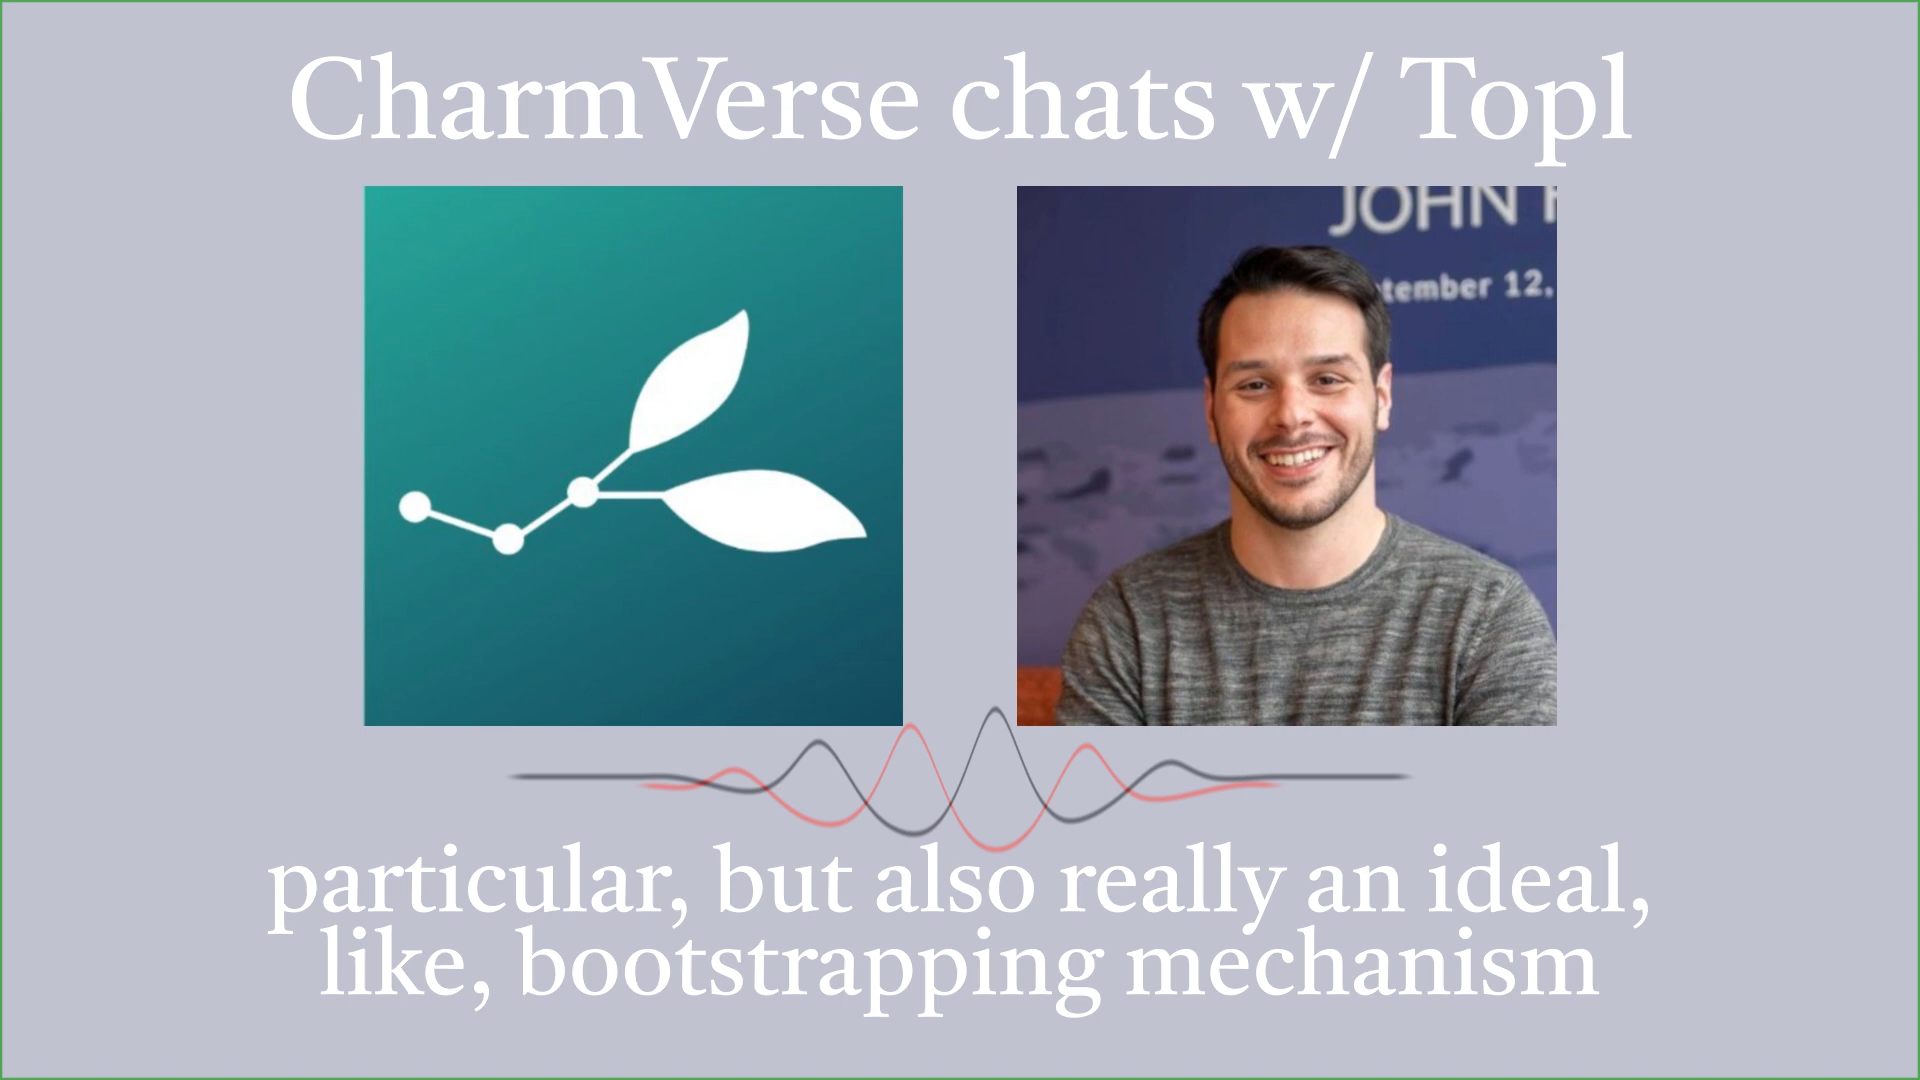 CharmVerse chats w/ Topl
JOHN
tember 12,
particular, but also really an ideal,
like, bootstrapping mechanism